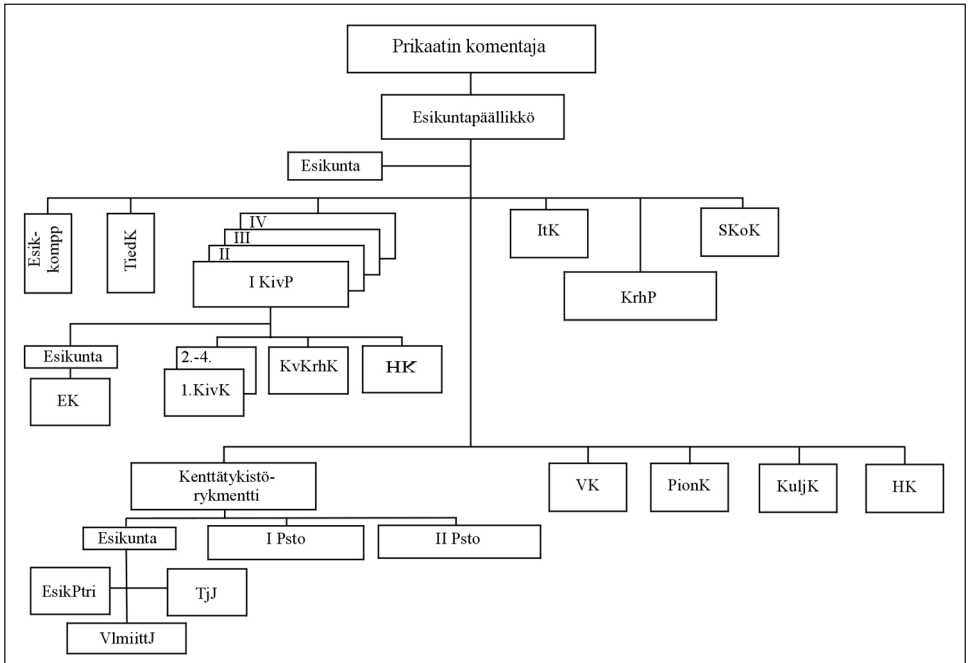 Prikaatin komentaja
Esikuntapäällikkö
Esikunta
Esik-
kompp
TiedK
IV
III
II
I KivP
ItK
KrhP
SKoK
Esikunta
EK
2.-4.
1.KivK
KvKrhK
HK
Kenttätykistö-
rykmentti
VK
PionK
KuljK
HK
Esikunta
I Psto
II Psto
EsikPtri
TjJ
VlmiittJ